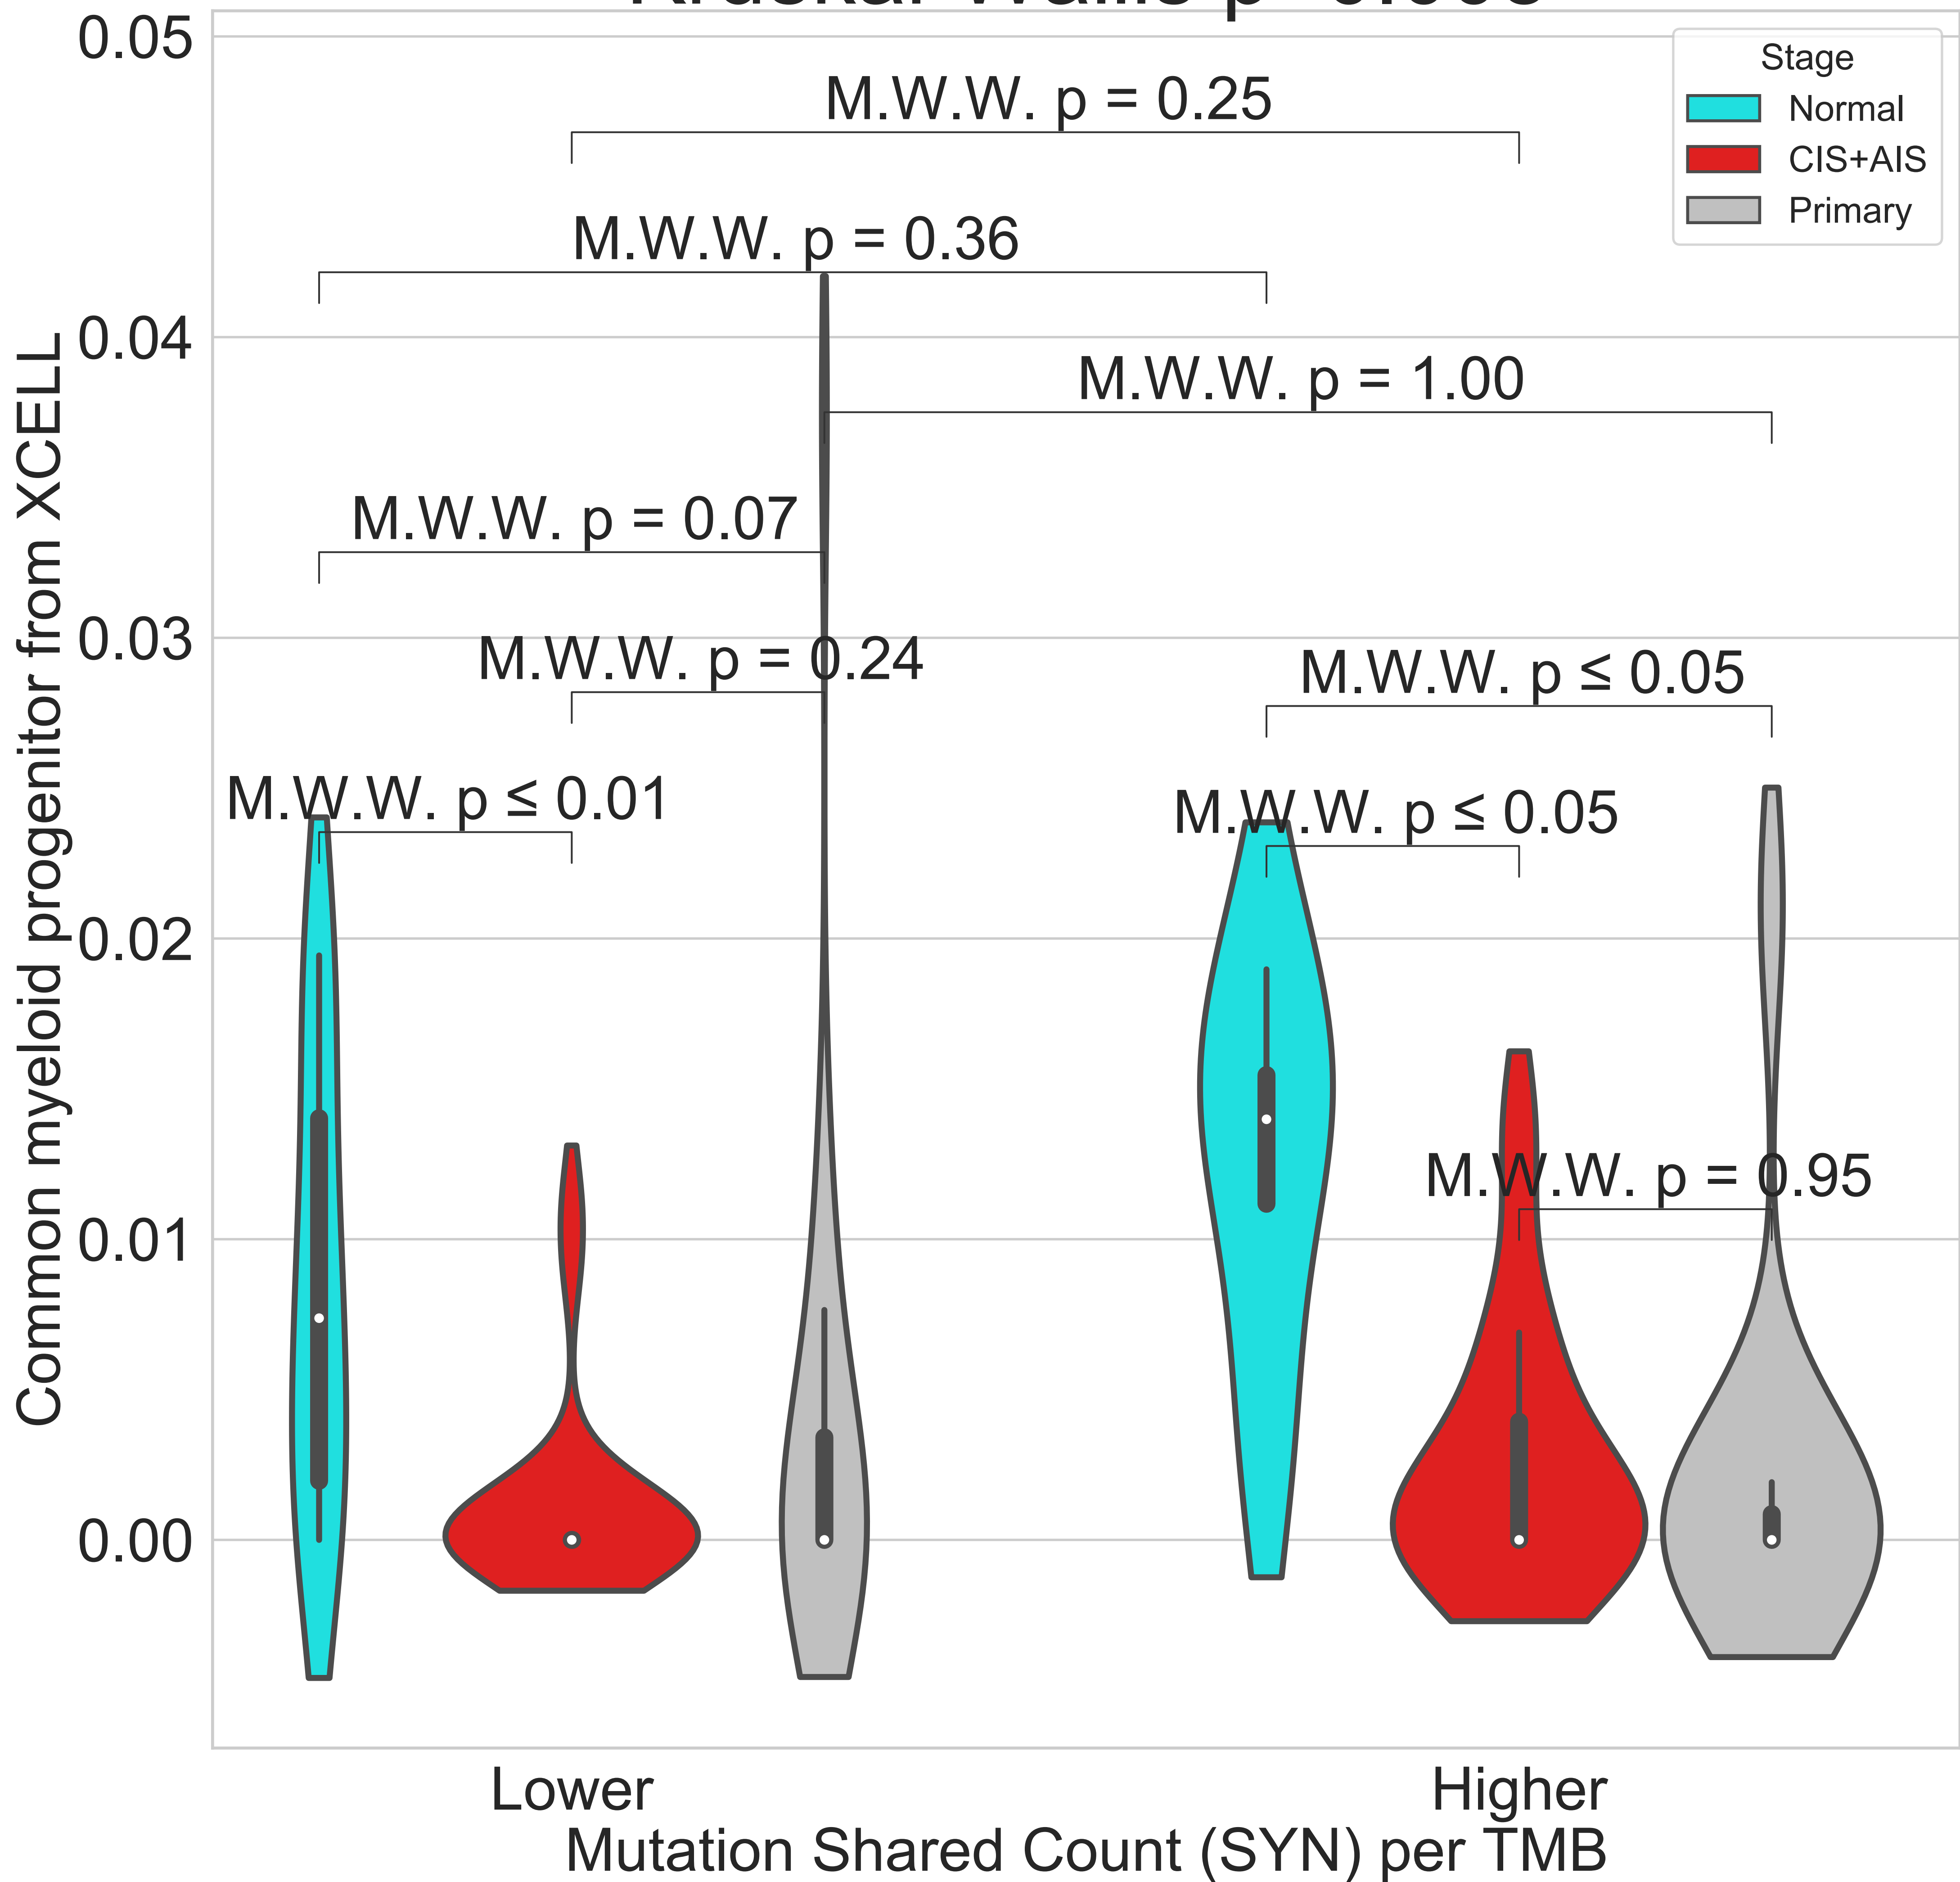 0.05
Stage
Normal
CIS+AIS
Primary
M.W.W. p = 0.25
M.W.W. p = 0.36
0.04
M.W.W. p = 1.00
M.W.W. p = 0.07
0.03
M.W.W. p = 0.24
M.W.W. p ≤ 0.05
M.W.W. p ≤ 0.01
M.W.W. p ≤ 0.05
0.02
M.W.W. p = 0.95
0.01
0.00
Common myeloid progenitor from XCELL
Lower
Higher
Mutation Shared Count (SYN) per TMB